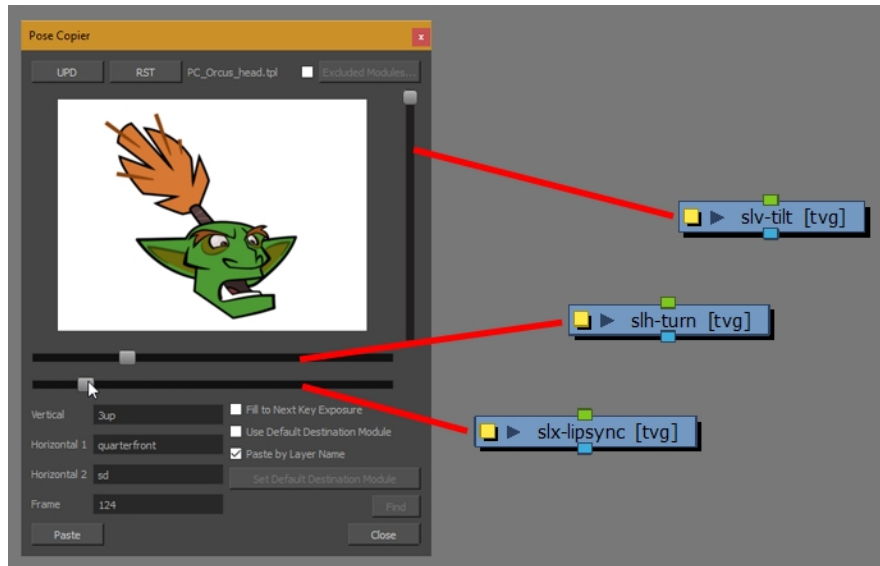 Pose Copier
x
UPD RST PC_Orcus_head.tpl Excluded Modules...
slv-tilt [tvg]
slh-turn [tvg]
slx-lipsync [tvg]
Vertical 3up
Fill to Next Key Exposure
Use Default Destination Module
Horizontal 1 quarterfront
Paste by Layer Name
Horizontal 2 sd
Set Default Destination Module
Frame 124 Find
Paste Close